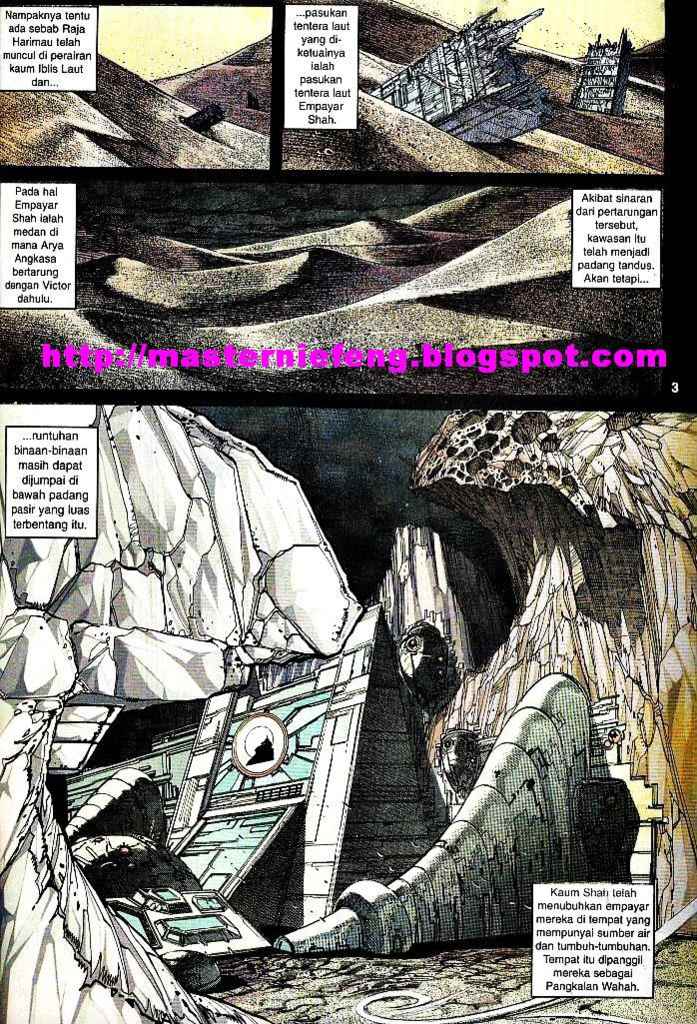 Nampaknya tentu
ada sebab Raja
Harimau telah
muncul di perairan
kaum Iblis Laut
dan...
...pasukan
tentera laut
yang di-
ketuainya
ialah
pasukan
tentera laut
Empayar
Shah.
Pada hal
Empayar
Shah ialah
medan di
mana Arya
Angkasa
bertarung
dengan Victor
dahulu.
Akibat sinaran
dari pertarungan
tersebut,
kawasan itu
telah menjadi
padang tandus.
Akan tetapi...
http://masterniefeng.blogspot.com
3
...runtuhan
binaan-binaan
masih dapat
dijumpai di
bawah padang
pasir yang luas
terbentang itu.
Kaum Shah telah
menubuhkan empayar
mereka di tempat yang
mempunyai sumber air
dan tumbuh-tumbuhan.
Tempat itu dipanggil
mereka sebagai
Pangkalan Wahah.